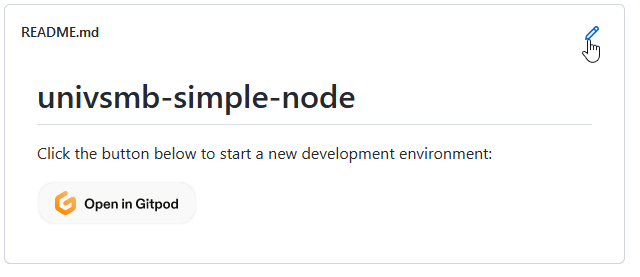 README.md
univsmb-simple-node
Click the button below to start a new development environment:
Open in Gitpod